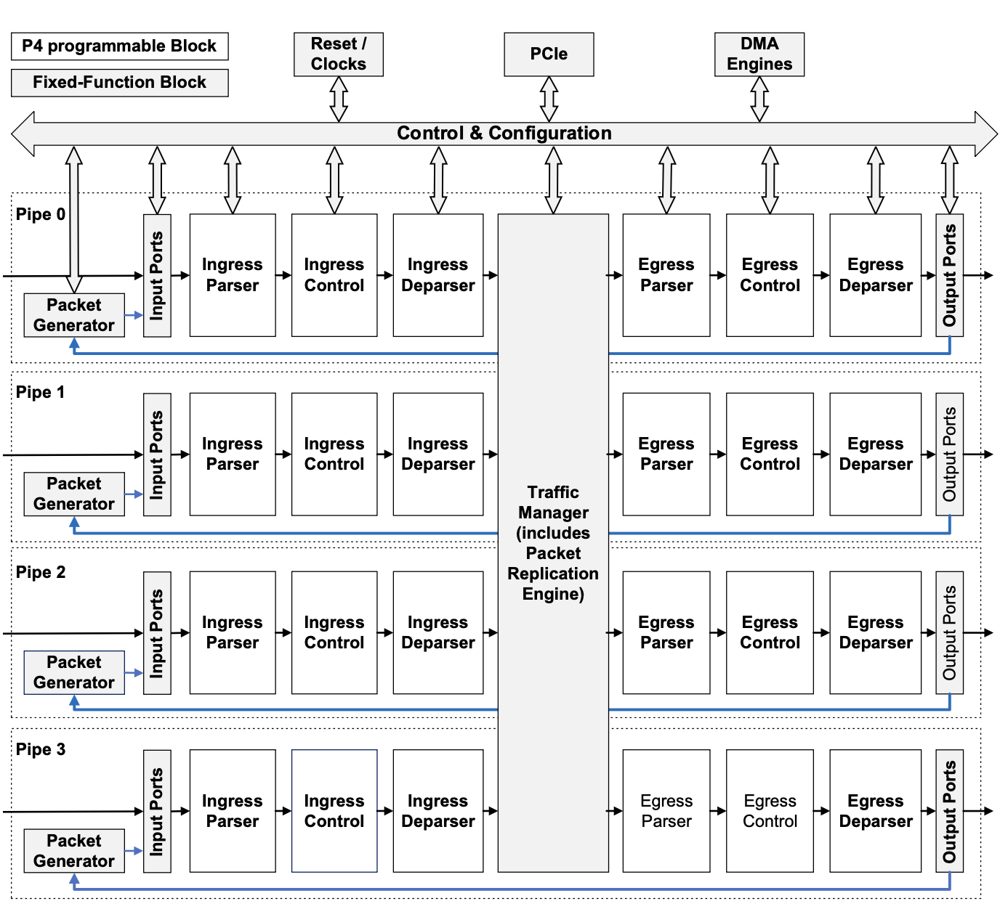 P4 programmable Block
Fixed-Function Block
Reset /
Clocks
PCIe
DMA
Engines
Control & Configuration
Pipe 0
Packet
Generator
Input Ports
Ingress
Parser
Ingress
Control
Ingress
Deparser
Egress
Parser
Egress
Control
Egress
Deparser
Output Ports
Pipe 1
Packet
Generator
Input Ports
Ingress
Parser
Ingress
Control
Ingress
Deparser
Traffic
Manager
(includes
Packet
Replication
Engine)
Egress
Parser
Egress
Control
Egress
Deparser
Output Ports
Pipe 2
Packet
Generator
Input Ports
Ingress
Parser
Ingress
Control
Ingress
Deparser
Egress
Parser
Egress
Control
Egress
Deparser
Output Ports
Pipe 3
Packet
Generator
Input Ports
Ingress
Parser
Ingress
Control
Ingress
Deparser
Egress
Parser
Egress
Control
Egress
Deparser
Output Ports